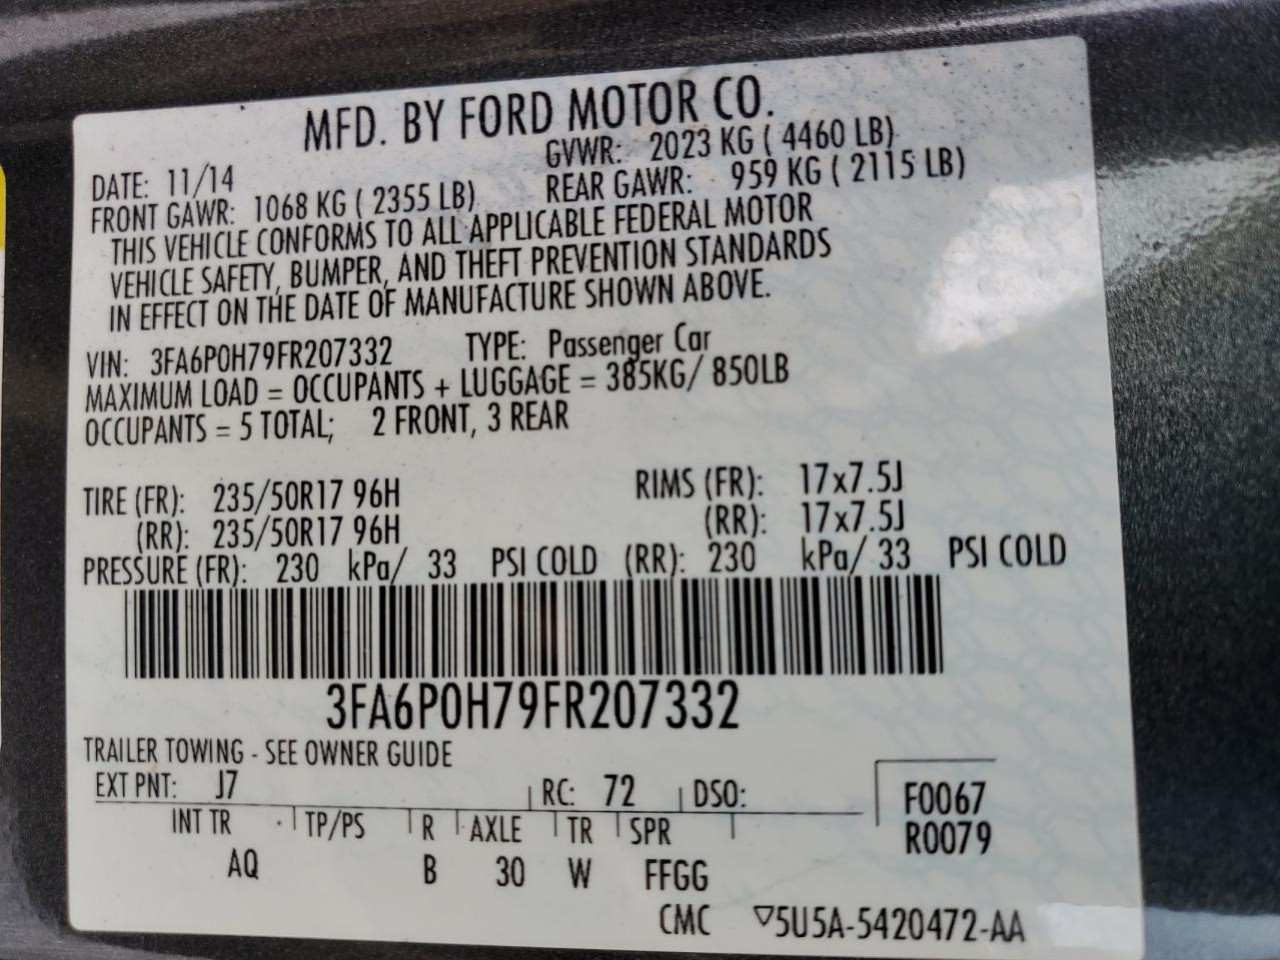 MFD. BY FORD MOTOR CO.
DATE: 11/14 GVWR: 2023 KG ( 4460 LB)
FRONT GAWR: 1068 KG ( 2355 LB) REAR GAWR: 959 KG ( 2115 LB)
THIS VEHICLE CONFORMS TO ALL APPLICABLE FEDERAL MOTOR
VEHICLE SAFETY, BUMPER, AND THEFT PREVENTION STANDARDS
IN EFFECT ON THE DATE OF MANUFACTURE SHOWN ABOVE.
VIN: 3FA6P0H79FR207332 TYPE: Passenger Car
MAXIMUM LOAD = OCCUPANTS + LUGGAGE = 385KG/ 850LB
OCCUPANTS = 5 TOTAL; 2 FRONT, 3 REAR
TIRE (FR): 235/50R17 96H RIMS (FR): 17x7.5J
(RR): 235/50R17 96H (RR): 17x7.5J
PRESSURE (FR): 230 kPa/ 33 PSI COLD (RR): 230 kPa/ 33 PSI COLD
3FA6P0H79FR207332
TRAILER TOWING - SEE OWNER GUIDE
EXT PNT: J7 RC: 72 DSO: F0067
INT TR TP/PS R AXLE TR SPR R0079
AQ B 30 W FFGG
CMC ▽5U5A-5420472-AA